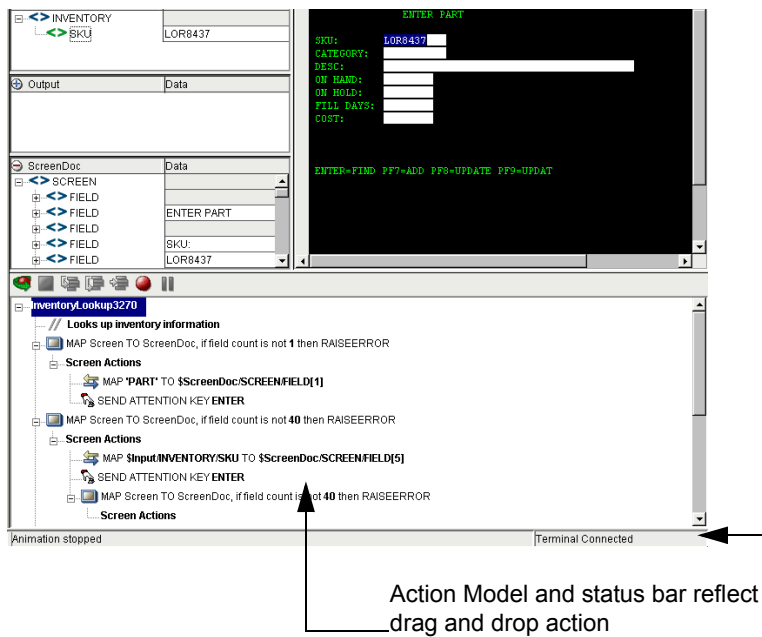 INVENTORY
SKU LOR8437
Output Data
ScreenDoc Data
SCREEN
FIELD
FIELD ENTER PART
FIELD
FIELD SKU:
FIELD LOR8437
ENTER PART
SKU: LOR8437
CATEGORY:
DESC:
ON HAND:
ON HOLD:
FILL DAYS:
COST:
ENTER=FIND PF7=ADD PF8=UPDATE PF9=UPDAT
InventoryLookup3270
// Looks up inventory information
MAP Screen TO ScreenDoc, if field count is not 1 then RAISEERROR
Screen Actions
MAP 'PART' TO $ScreenDoc/SCREEN/FIELD[1]
SEND ATTENTION KEY ENTER
MAP Screen TO ScreenDoc, if field count is not 40 then RAISEERROR
Screen Actions
MAP $Input/INVENTORY/SKU TO $ScreenDoc/SCREEN/FIELD[5]
SEND ATTENTION KEY ENTER
MAP Screen TO ScreenDoc, if field count is not 40 then RAISEERROR
Screen Actions
Animation stopped Terminal Connected
Action Model and status bar reflect
drag and drop action